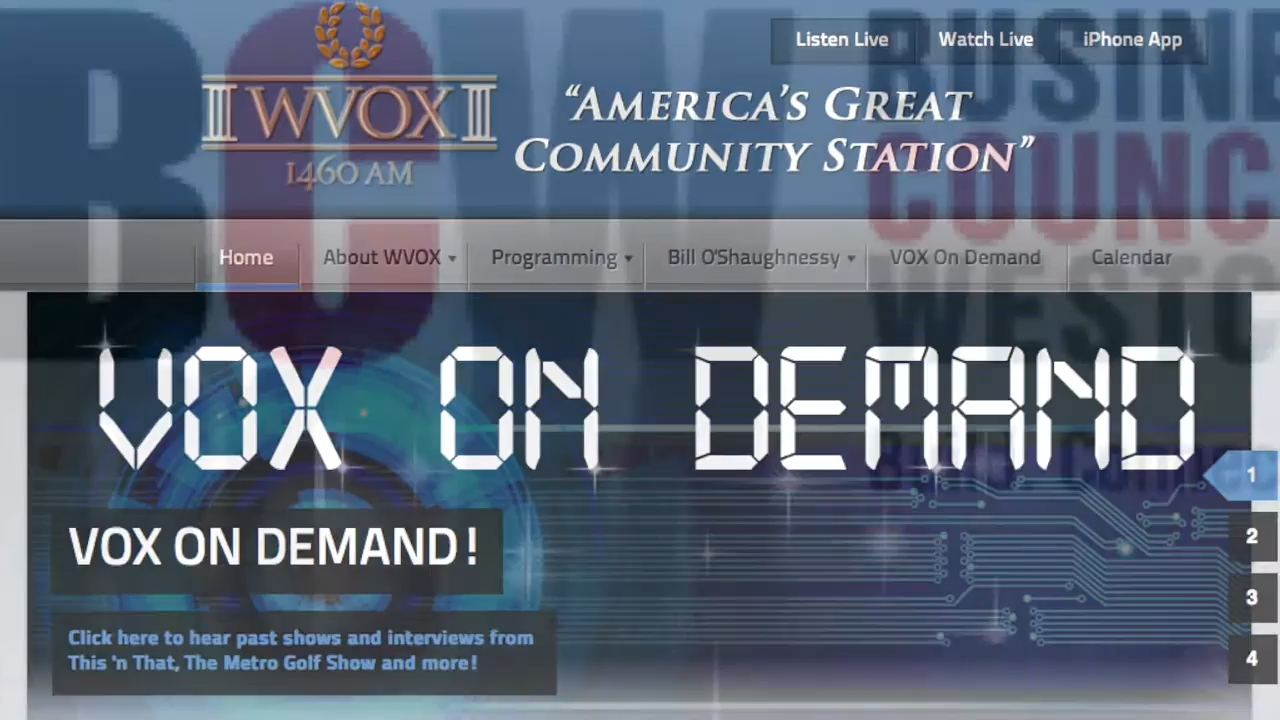 Listen Live
Watch Live
iPhone App
WVOX
1460 AM
“AMERICA'S GREAT
COMMUNITY STATION”
BCW
Home
About WVOX
Programming
Bill O'Shaughnessy
VOX On Demand
Calendar
VOX ON DEMAND
VOX ON DEMAND!
Click here to hear past shows and interviews from
This 'n That, The Metro Golf Show and more!
1
2
3
4